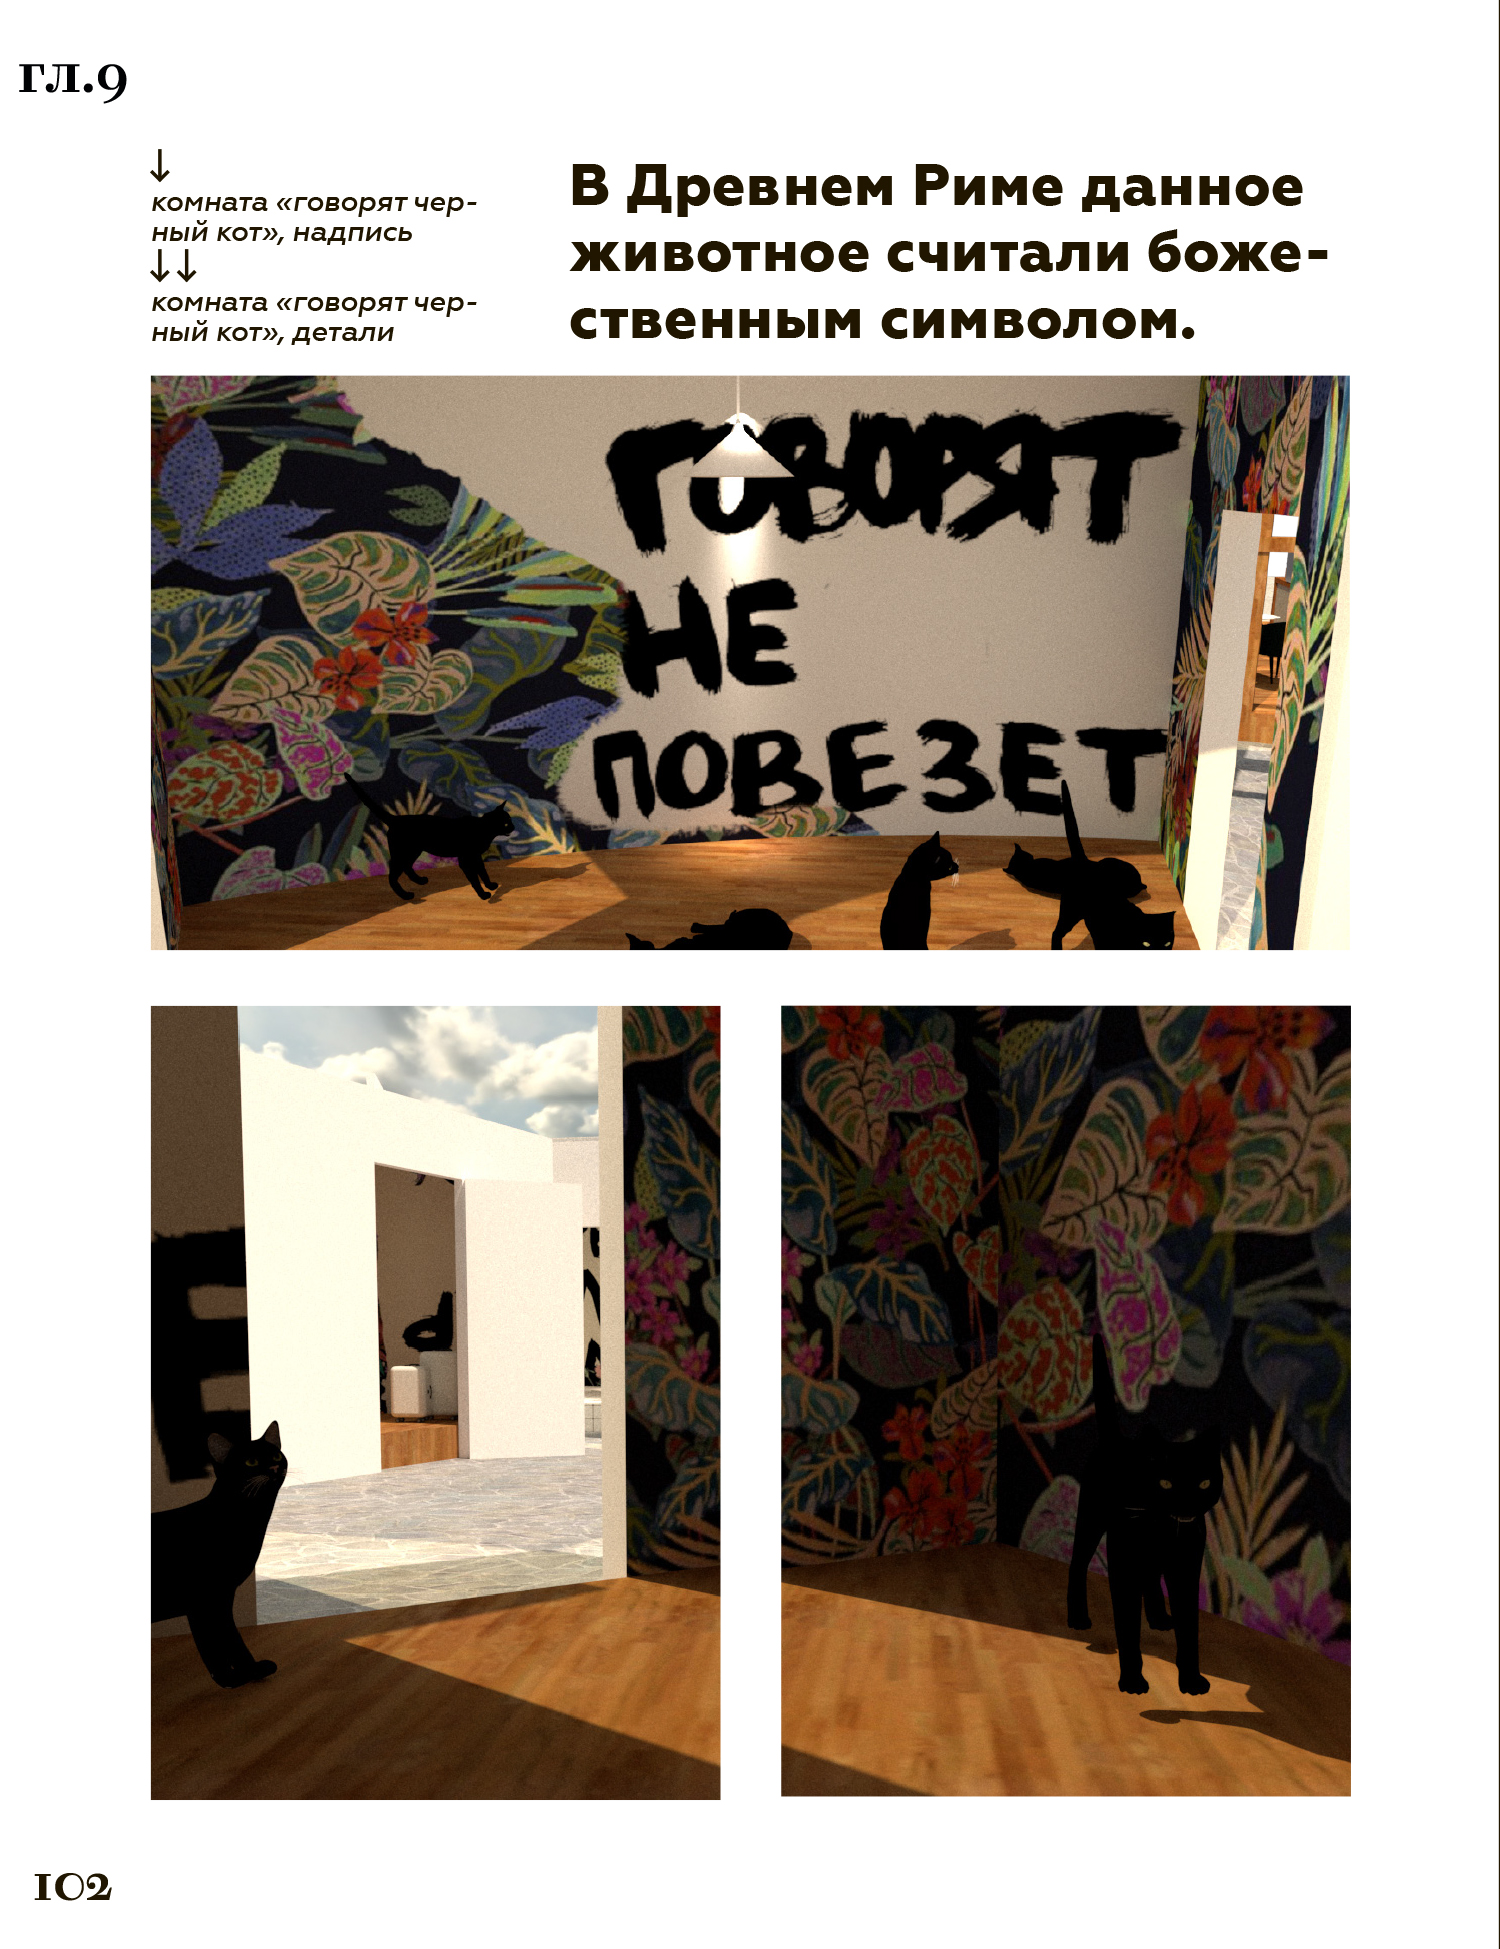 гл.9
↓
комната «говорят чер-
ный кот», надпись
↓↓
комната «говорят чер-
ный кот», детали
В Древнем Риме данное
животное считали боже-
ственным символом.
ГОВОРЯТ
НЕ
ПОВЕЗЕТ
Е
102